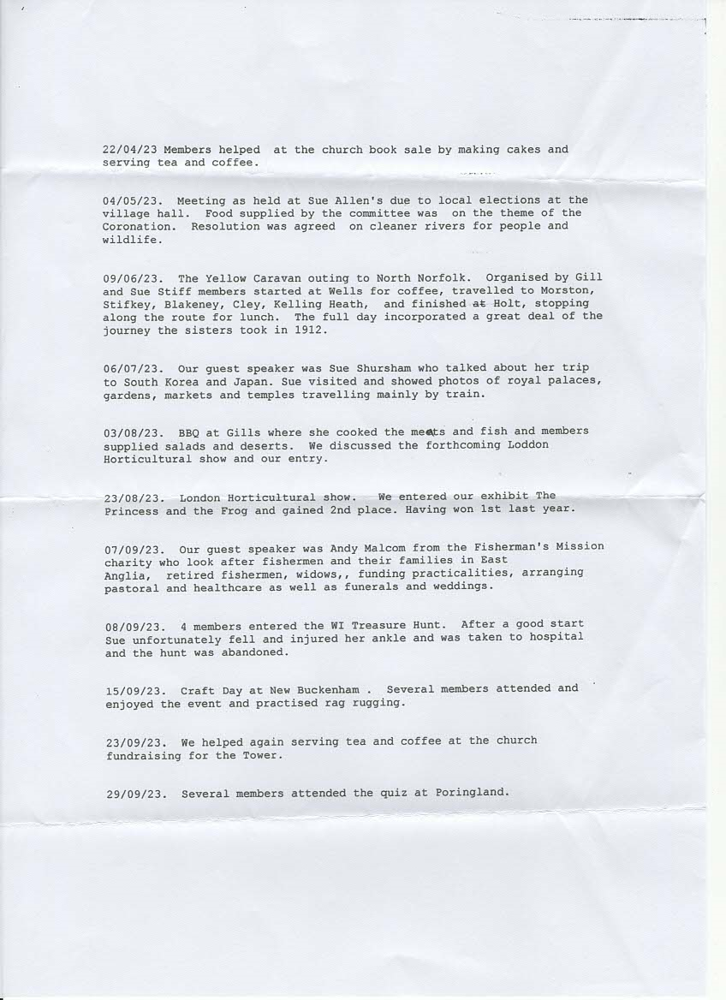 22/04/23 Members helped  at the church book sale by making cakes and
serving tea and coffee.
04/05/23.  Meeting as held at Sue Allen's due to local elections at the
village hall.  Food supplied by the committee was  on the theme of the
Coronation.  Resolution was agreed  on cleaner rivers for people and
wildlife.
09/06/23.  The Yellow Caravan outing to North Norfolk.  Organised by Gill
and Sue Stiff members started at Wells for coffee, travelled to Morston,
Stifkey, Blakeney, Cley, Kelling Heath,  and finished at Holt, stopping
along the route for lunch.  The full day incorporated a great deal of the
journey the sisters took in 1912.
06/07/23.  Our guest speaker was Sue Shursham who talked about her trip
to South Korea and Japan. Sue visited and showed photos of royal palaces,
gardens, markets and temples travelling mainly by train.
03/08/23.  BBQ at Gills where she cooked the meats and fish and members
supplied salads and deserts.  We discussed the forthcoming Loddon
Horticultural show and our entry.
23/08/23.  London Horticultural show.   We entered our exhibit The
Princess and the Frog and gained 2nd place. Having won 1st last year.
07/09/23.  Our guest speaker was Andy Malcom from the Fisherman's Mission
charity who look after fishermen and their families in East
Anglia,  retired fishermen, widows,, funding practicalities, arranging
pastoral and healthcare as well as funerals and weddings.
08/09/23.  4 members entered the WI Treasure Hunt.  After a good start
Sue unfortunately fell and injured her ankle and was taken to hospital
and the hunt was abandoned.
15/09/23.  Craft Day at New Buckenham .  Several members attended and
enjoyed the event and practised rag rugging.
23/09/23.  We helped again serving tea and coffee at the church
fundraising for the Tower.
29/09/23.  Several members attended the quiz at Poringland.